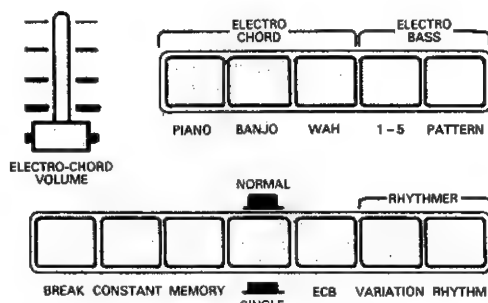 ELECTRO CHORD
ELECTRO BASS
PIANO BANJO WAH 1-5 PATTERN
ELECTRO-CHORD
VOLUME
NORMAL
RHYTHMER
BREAK CONSTANT MEMORY ECB VARIATION RHYTHM
SINGLE